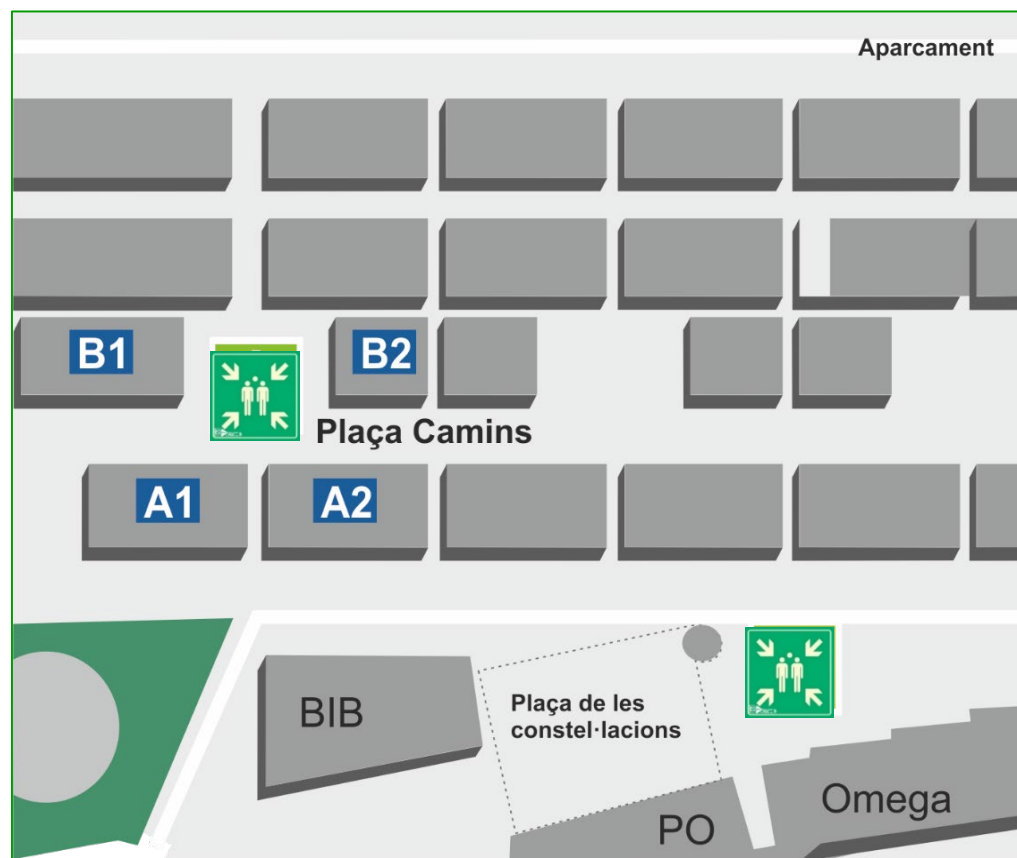 Aparcament
B1
B2
Plaça Camins
A1
A2
BIB
Plaça de les
constel·lacions
PO
Omega